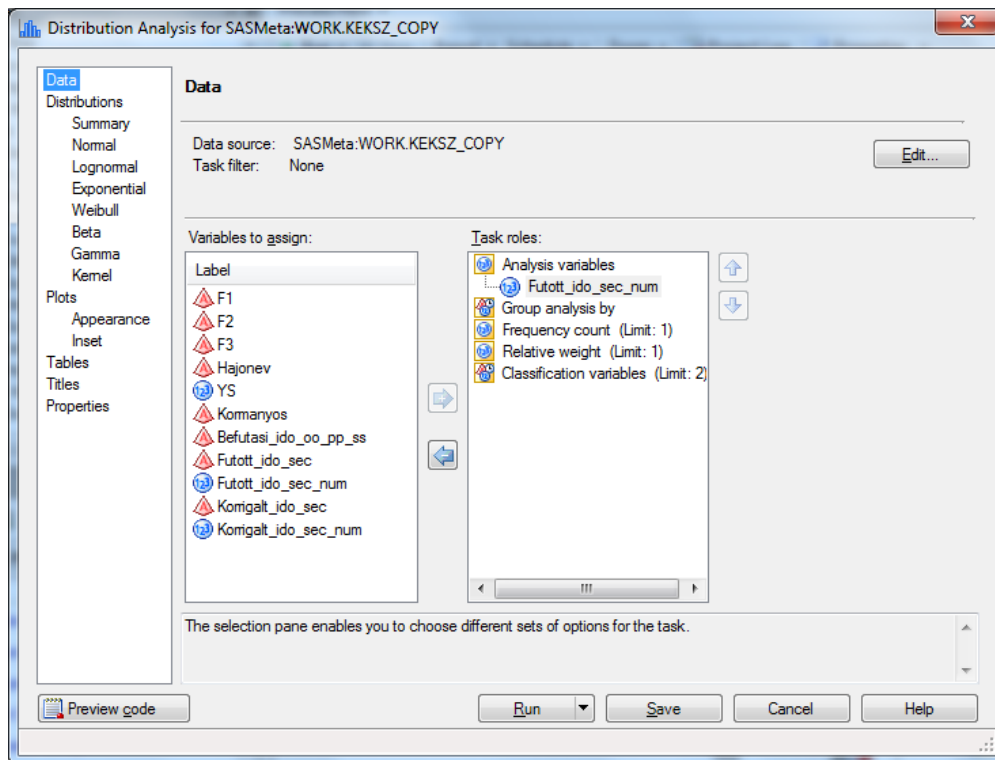 Distribution Analysis for SASMeta:WORK.KEKSZ_COPY
Data
Distributions
Summary
Normal
Lognormal
Exponential
Weibull
Beta
Gamma
Kernel
Plots
Appearance
Inset
Tables
Titles
Properties
Data
Data source: SASMeta:WORK.KEKSZ_COPY
Task filter: None
Edit...
Variables to assign:
Label
F1
F2
F3
Hajonev
YS
Kormanyos
Befutasi_ido_oo_pp_ss
Futott_ido_sec
Futott_ido_sec_num
Korrigalt_ido_sec
Korrigalt_ido_sec_num
Task roles:
Analysis variables
Futott_ido_sec_num
Group analysis by
Frequency count (Limit: 1)
Relative weight (Limit: 1)
Classification variables (Limit: 2)
The selection pane enables you to choose different sets of options for the task.
Preview code
Run
Save
Cancel
Help